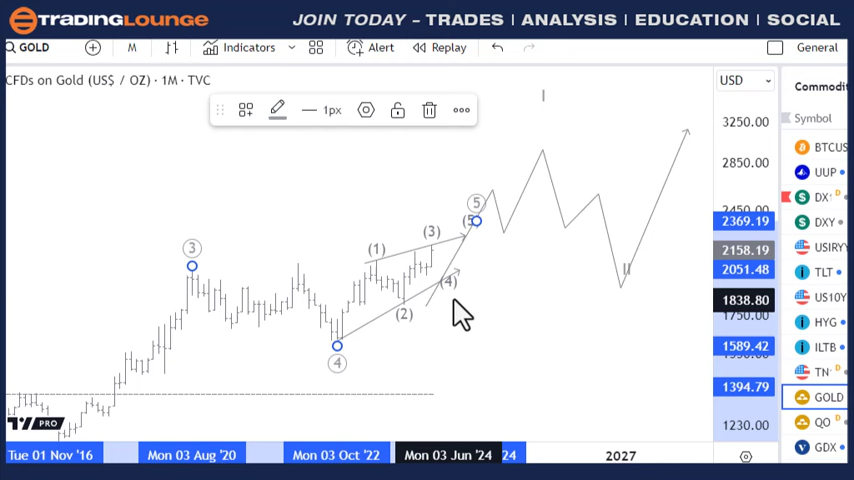 TRADINGLOUNGE
JOIN TODAY - TRADES | ANALYSIS | EDUCATION | SOCIAL
GOLD M Indicators Alert Replay General
CFDs on Gold (US$ / OZ) · 1M · TVC
1px
USD
Commodit
Symbol
BTCUS
UUP
DX D
DXY
USIRY
TLT
US10Y
HYG
ILTB
TN D
GOLD
QO D
GDX
I
3250.00
2850.00
2450.00
2369.19
2158.19
2051.48
1838.80
1750.00
1589.42
1394.79
1230.00
3
5
(5
(3)
(1)
(4)
(2)
4
II
PRO
Tue 01 Nov '16 Mon 03 Aug '20 Mon 03 Oct '22 Mon 03 Jun '24 24 2027